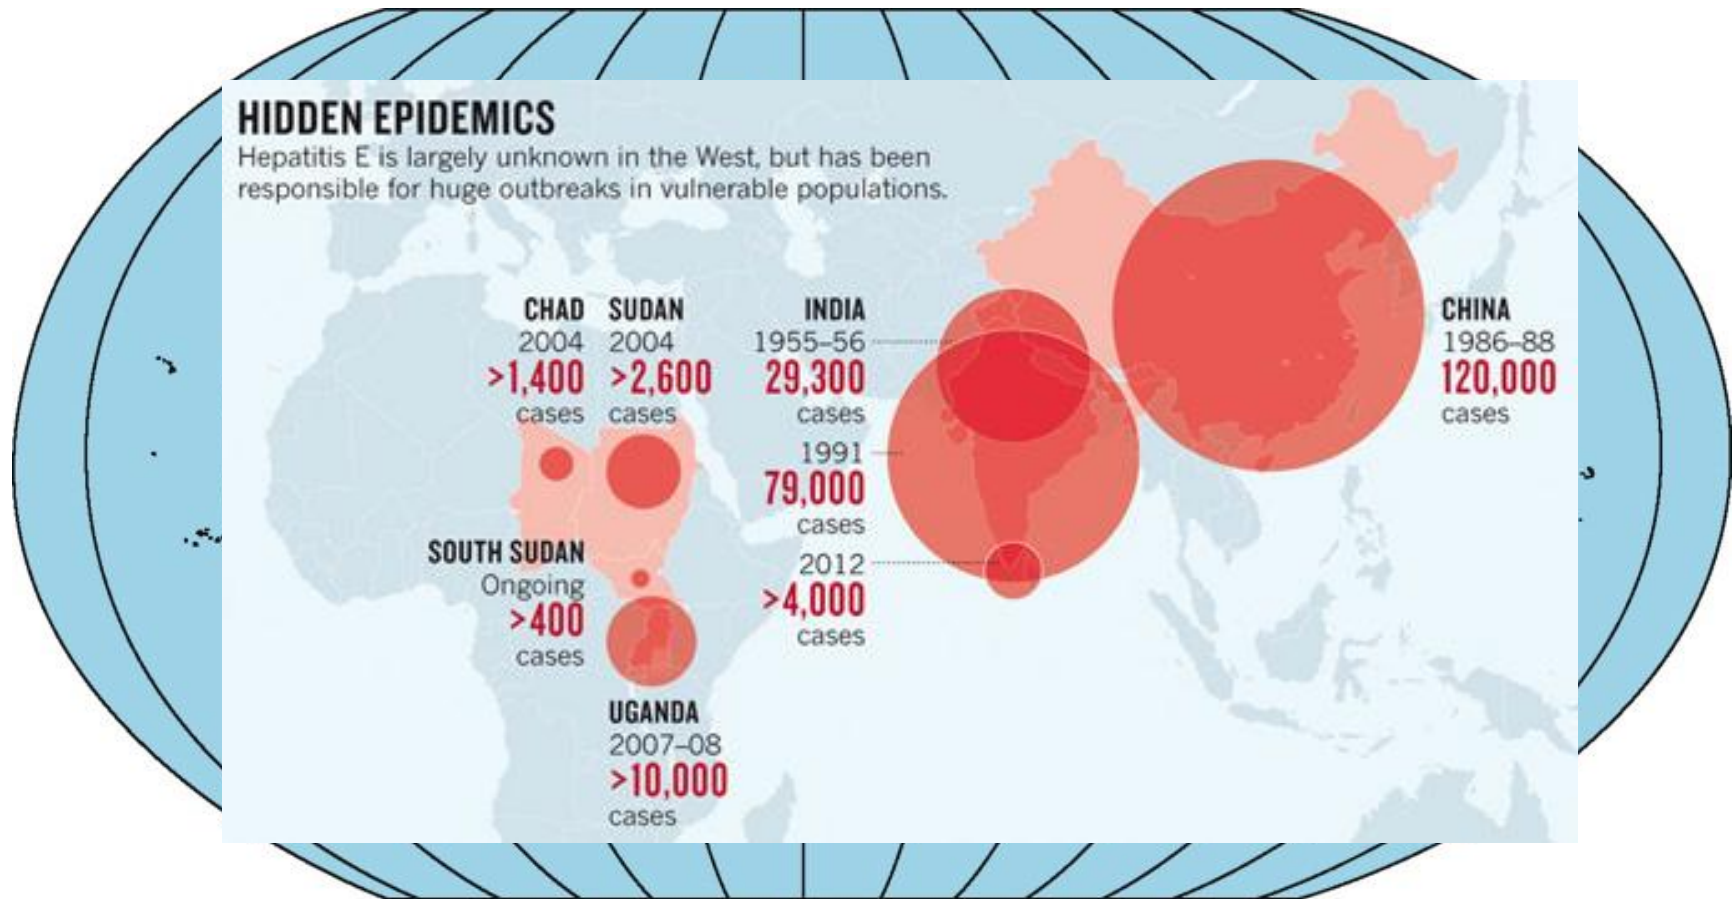 HIDDEN EPIDEMICS
Hepatitis E is largely unknown in the West, but has been
responsible for huge outbreaks in vulnerable populations.
CHAD
2004
>1,400
cases
SUDAN
2004
>2,600
cases
INDIA
1955–56
29,300
cases
1991
79,000
cases
2012
>4,000
cases
CHINA
1986–88
120,000
cases
SOUTH SUDAN
Ongoing
>400
cases
UGANDA
2007–08
>10,000
cases